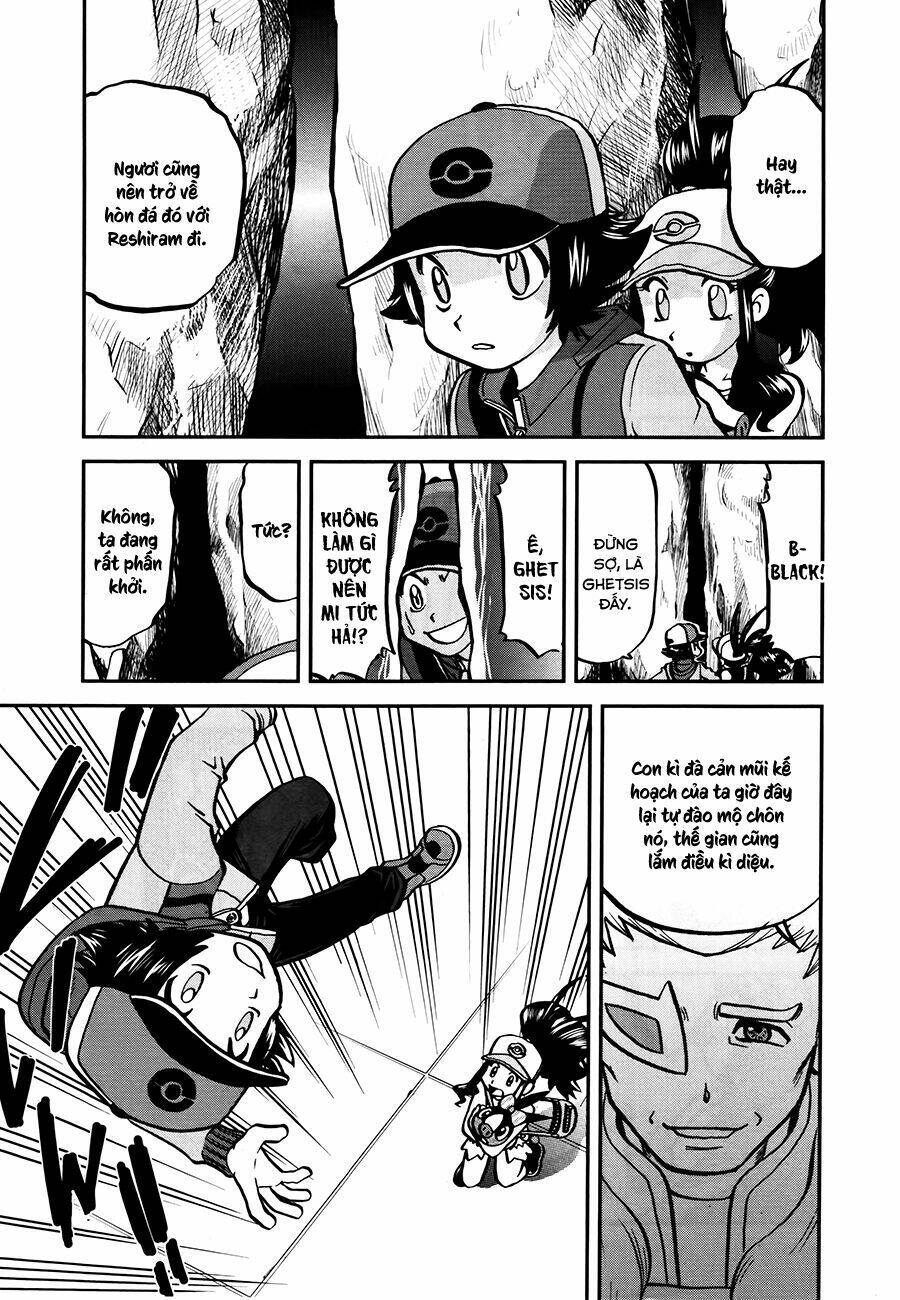 Hay
thật...
Ngươi cũng
nên trở về
hòn đá đó với
Reshiram đi.
B-
BLACK!
ĐỪNG
SỢ, LÀ
GHETSIS
ĐẤY.
Ê,
GHET
SIS!
KHÔNG
LÀM GÌ
ĐƯỢC
NÊN
MI TỨC
HẢ!?
Tức?
Không,
ta đang
rất phấn
khởi.
Con kì đà cản mũi kế
hoạch của ta giờ đây
lại tự đào mộ chôn
nó, thế gian cũng
lắm điều kì diệu.